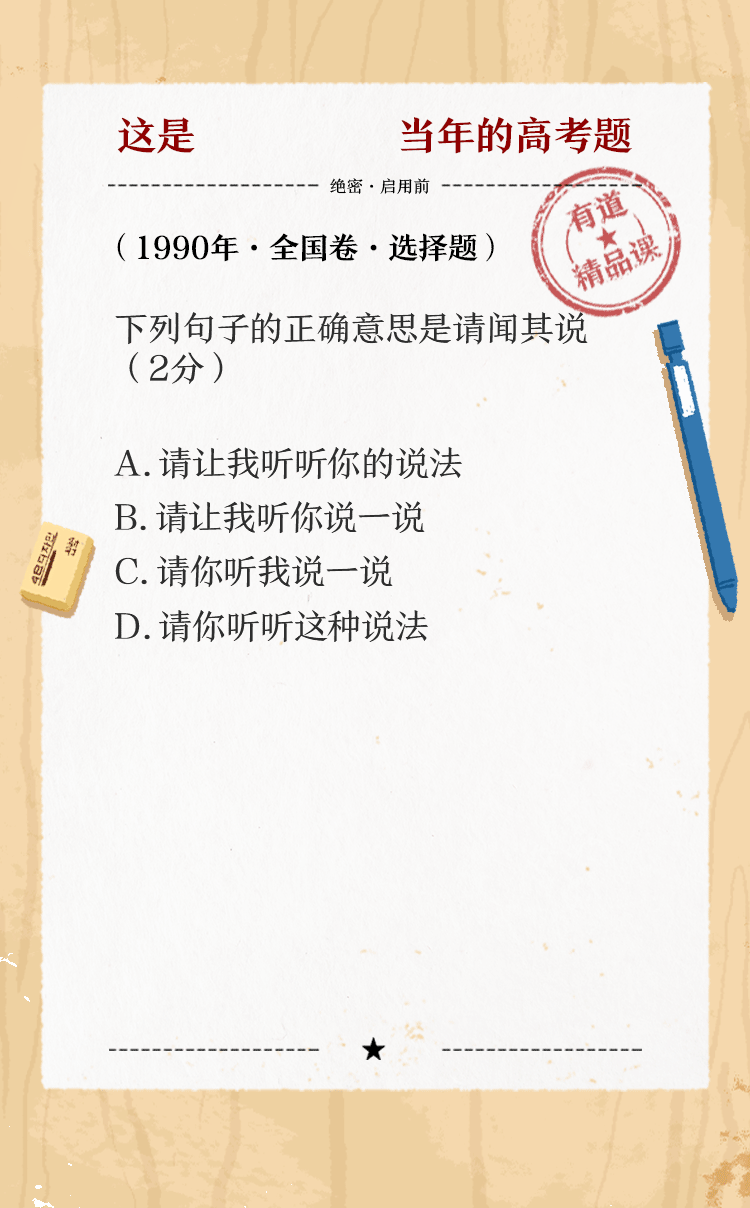 这是 当年的高考题
绝密·启用前
有道
精品课
（1990年·全国卷·选择题）
下列句子的正确意思是请闻其说
（2分）
A. 请让我听听你的说法
B. 请让我听你说一说
C. 请你听我说一说
D. 请你听听这种说法